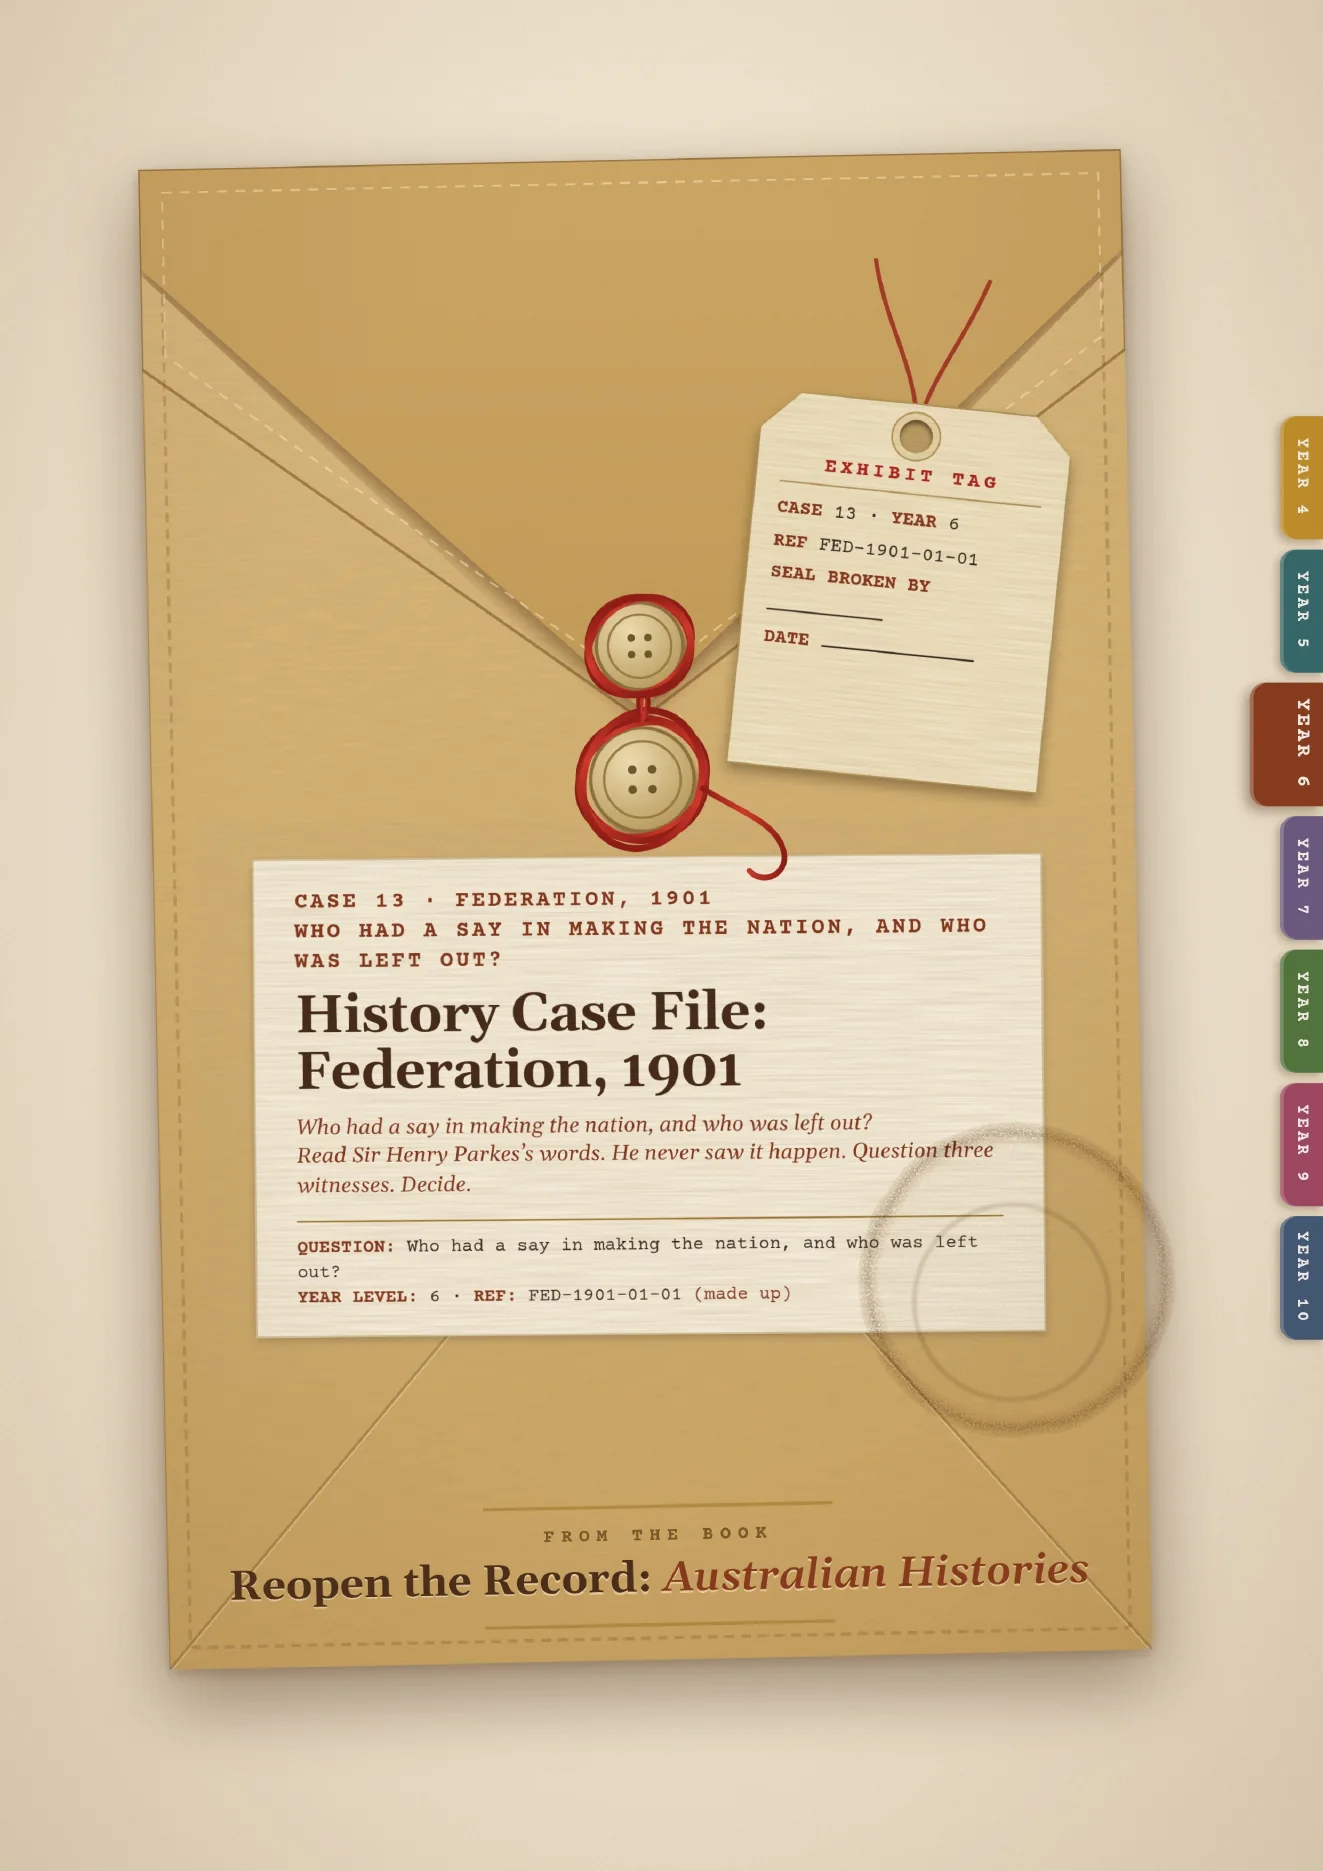 EXHIBIT TAG
CASE 13 · YEAR 6
REF FED-1901-01-01
SEAL BROKEN BY
DATE
YEAR 4
YEAR 5
YEAR 6
YEAR 7
YEAR 8
YEAR 9
YEAR 10
CASE 13 · FEDERATION, 1901
WHO HAD A SAY IN MAKING THE NATION, AND WHO
WAS LEFT OUT?
History Case File:
Federation, 1901
Who had a say in making the nation, and who was left out?
Read Sir Henry Parkes’s words. He never saw it happen. Question three
witnesses. Decide.
QUESTION: Who had a say in making the nation, and who was left
out?
YEAR LEVEL: 6 · REF: FED-1901-01-01 (made up)
FROM THE BOOK
Reopen the Record: Australian Histories